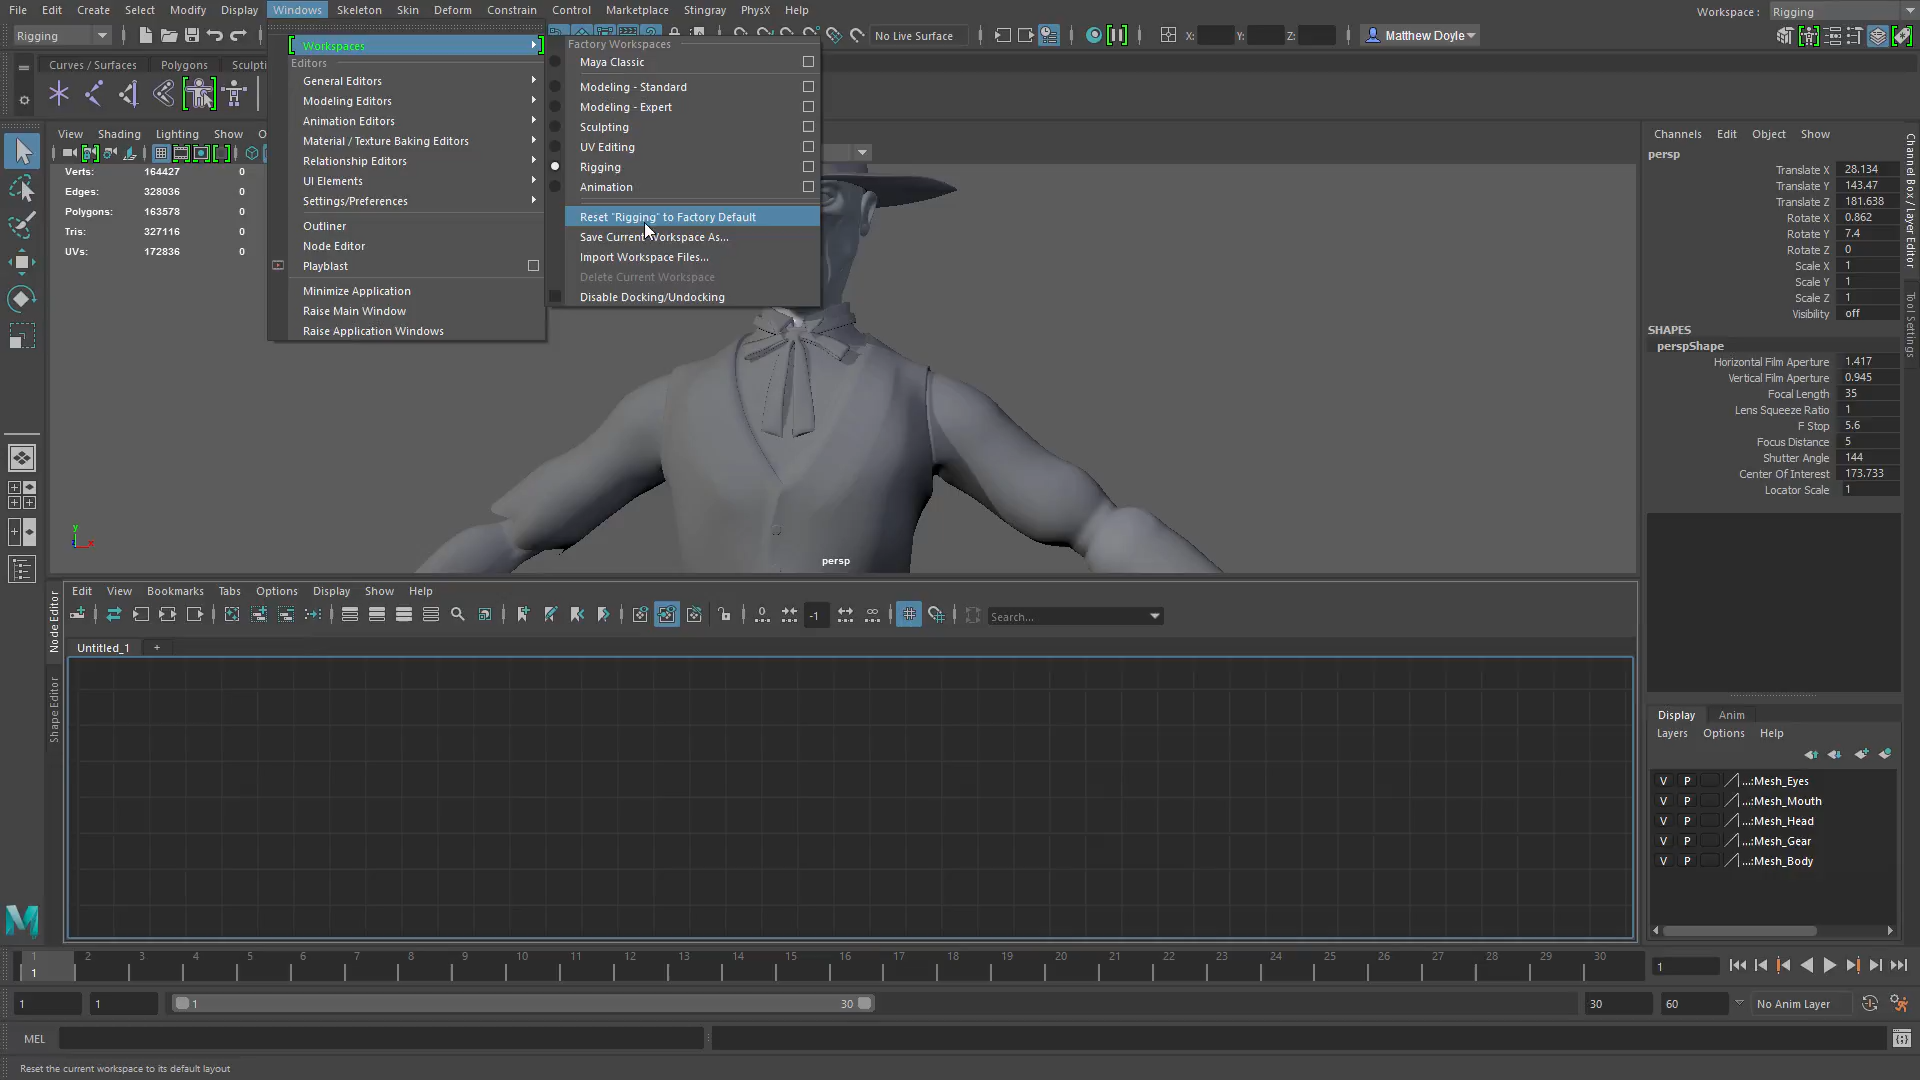 File Edit Create Select Modify Display Windows Skeleton Skin Deform Constrain Control Marketplace Stingray PhysX Help
Workspace : Rigging
Rigging
No Live Surface
X: Y: Z:
Matthew Doyle
Curves / Surfaces Polygons Sculpti
Workspaces
Editors
General Editors
Modeling Editors
Animation Editors
Material / Texture Baking Editors
Relationship Editors
UI Elements
Settings/Preferences
Outliner
Node Editor
Playblast
Minimize Application
Raise Main Window
Raise Application Windows
Factory Workspaces
Maya Classic
Modeling - Standard
Modeling - Expert
Sculpting
UV Editing
Rigging
Animation
Reset "Rigging" to Factory Default
Save Current Workspace As...
Import Workspace Files...
Delete Current Workspace
Disable Docking/Undocking
View Shading Lighting Show O
Verts: 164427 0
Edges: 328036 0
Polygons: 163578 0
Tris: 327116 0
UVs: 172836 0
y
persp
Channels Edit Object Show
persp
Translate X 28.134
Translate Y 143.47
Translate Z 181.638
Rotate X 0.862
Rotate Y 7.4
Rotate Z 0
Scale X 1
Scale Y 1
Scale Z 1
Visibility off
SHAPES
perspShape
Horizontal Film Aperture 1.417
Vertical Film Aperture 0.945
Focal Length 35
Lens Squeeze Ratio 1
F Stop 5.6
Focus Distance 5
Shutter Angle 144
Center Of Interest 173.733
Locator Scale 1
Channel Box / Layer Editor
Tool Settings
Node Editor
Shape Editor
Edit View Bookmarks Tabs Options Display Show Help
-1
Search...
Untitled_1 +
Display Anim
Layers Options Help
V P ...:Mesh_Eyes
V P ...:Mesh_Mouth
V P ...:Mesh_Head
V P ...:Mesh_Gear
V P ...:Mesh_Body
M
1 2 3 4 5 6 7 8 9 10 11 12 13 14 15 16 17 18 19 20 21 22 23 24 25 26 27 28 29 30
1
1
1 1 1 30 30 60 No Anim Layer
MEL
Reset the current workspace to its default layout